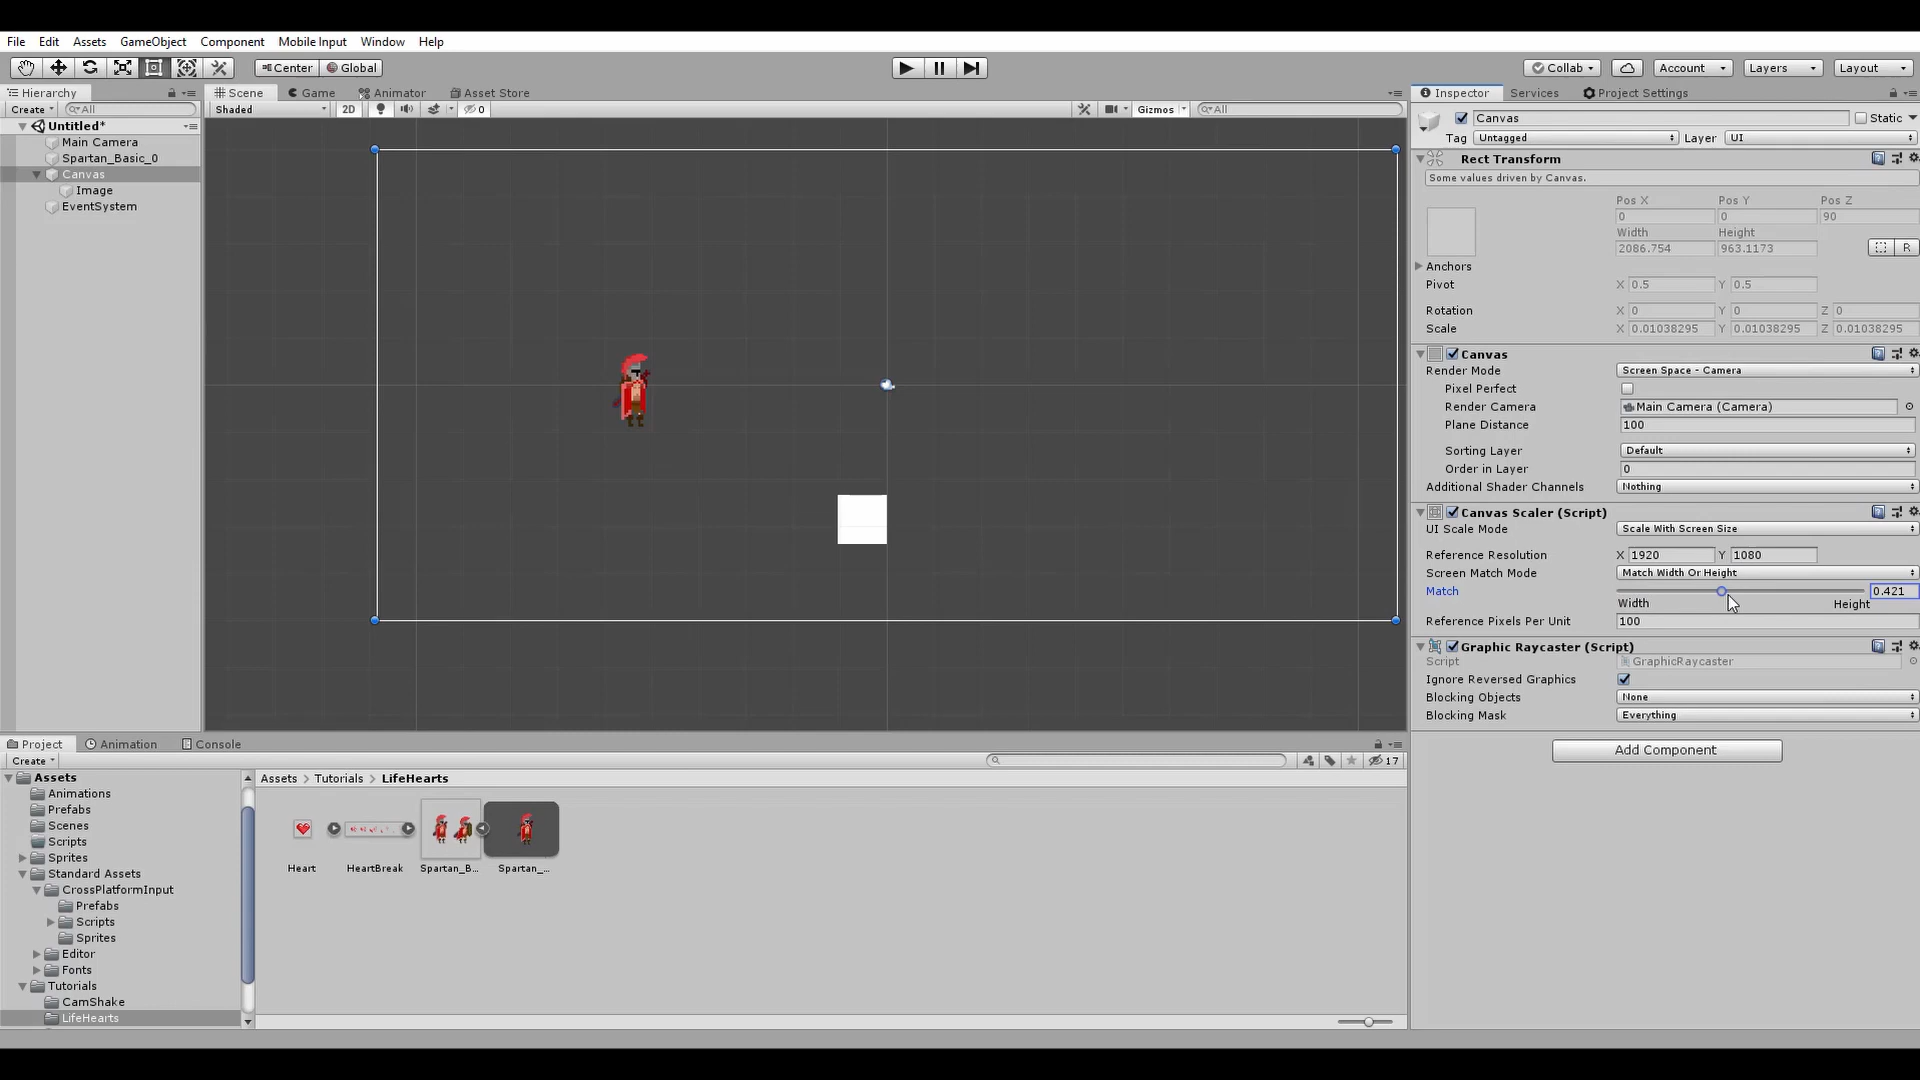 File Edit Assets GameObject Component Mobile Input Window Help
Center Global Collab Account Layers Layout
Hierarchy Scene Game Animator Asset Store Inspector Services Project Settings
Create All Shaded 2D 0 Gizmos All
Canvas Static
Tag Untagged Layer UI
Untitled*
Main Camera
Spartan_Basic_0
Canvas
Image
EventSystem
Rect Transform
Some values driven by Canvas.
Pos X Pos Y Pos Z
0 0 90
Width Height
2086.754 963.1173 R
Anchors
Pivot X 0.5 Y 0.5
Rotation X 0 Y 0 Z 0
Scale X 0.01038295 Y 0.01038295 Z 0.01038295
Canvas
Render Mode Screen Space - Camera
Pixel Perfect
Render Camera Main Camera (Camera)
Plane Distance 100
Sorting Layer Default
Order in Layer 0
Additional Shader Channels Nothing
Canvas Scaler (Script)
UI Scale Mode Scale With Screen Size
Reference Resolution X 1920 Y 1080
Screen Match Mode Match Width Or Height
Match 0.421
Width Height
Reference Pixels Per Unit 100
Graphic Raycaster (Script)
Script GraphicRaycaster
Ignore Reversed Graphics
Blocking Objects None
Blocking Mask Everything
Add Component
Project Animation Console
Create 17
Assets
Animations
Prefabs
Scenes
Scripts
Sprites
Standard Assets
CrossPlatformInput
Prefabs
Scripts
Sprites
Editor
Fonts
Tutorials
CamShake
LifeHearts
Assets > Tutorials > LifeHearts
Heart HeartBreak Spartan_B... Spartan_...